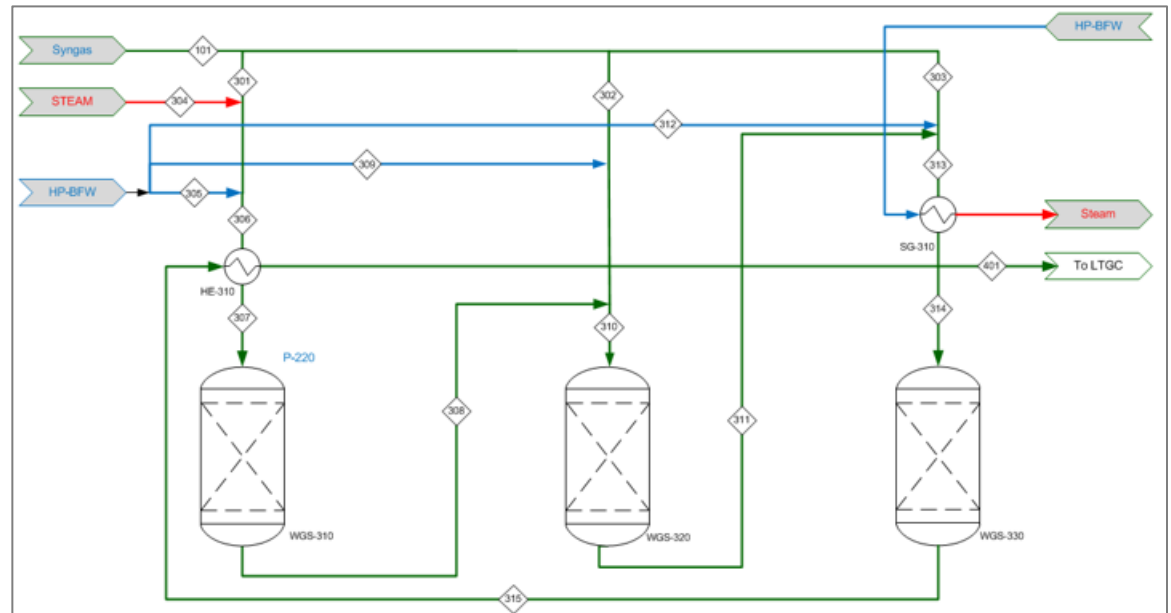 HP-BFW
Syngas
101
301
302
303
STEAM
304
312
309
313
HP-BFW
305
306
Steam
SG-310
HE-310
401
To LTGC
307
310
314
P-220
308
311
WGS-310
WGS-320
WGS-330
315